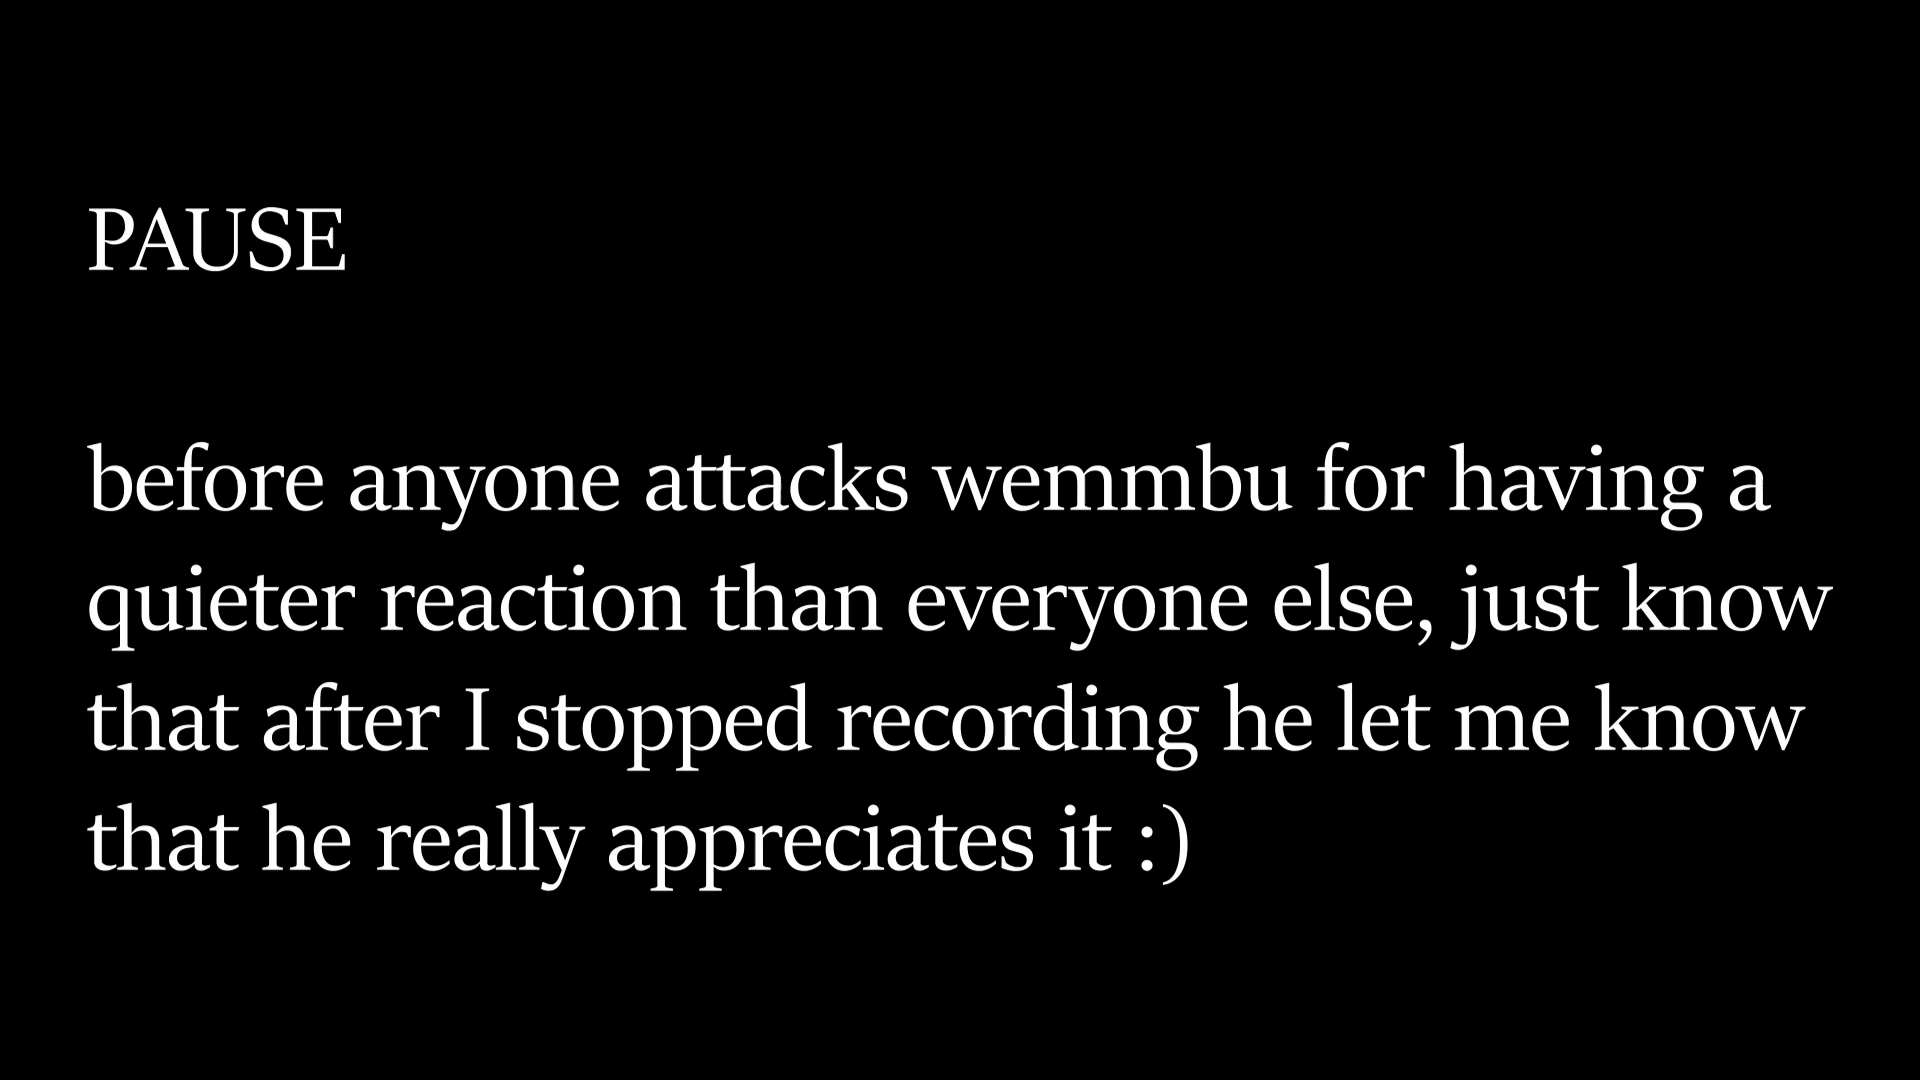 PAUSE
before anyone attacks wemmbu for having a
quieter reaction than everyone else, just know
that after I stopped recording he let me know
that he really appreciates it :)